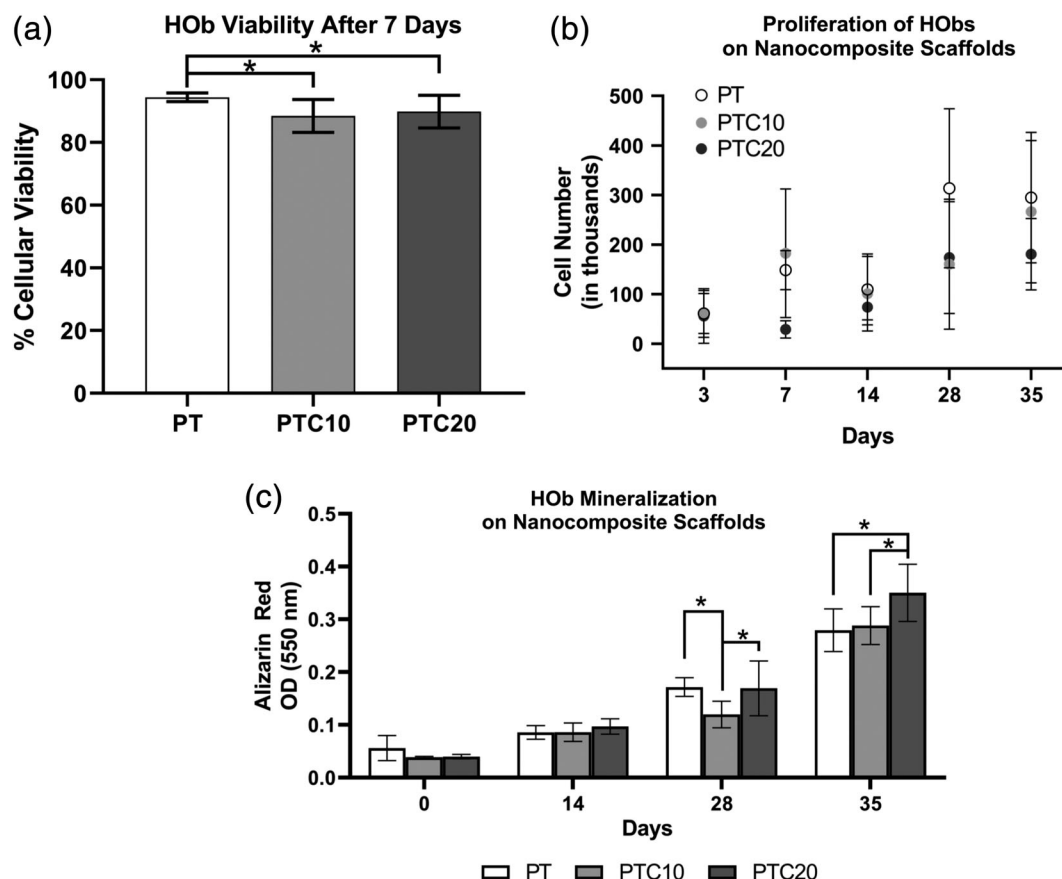 (a)
HOb Viability After 7 Days
*
*
% Cellular Viability
100
80
60
40
20
0
PT
PTC10
PTC20
(b)
Proliferation of HObs
on Nanocomposite Scaffolds
PT
PTC10
PTC20
Cell Number
(in thousands)
500
400
300
200
100
0
3
7
14
28
35
Days
(c)
HOb Mineralization
on Nanocomposite Scaffolds
Alizarin Red
OD (550 nm)
0.5
0.4
0.3
0.2
0.1
0.0
*
*
*
*
0
14
28
35
Days
PT
PTC10
PTC20